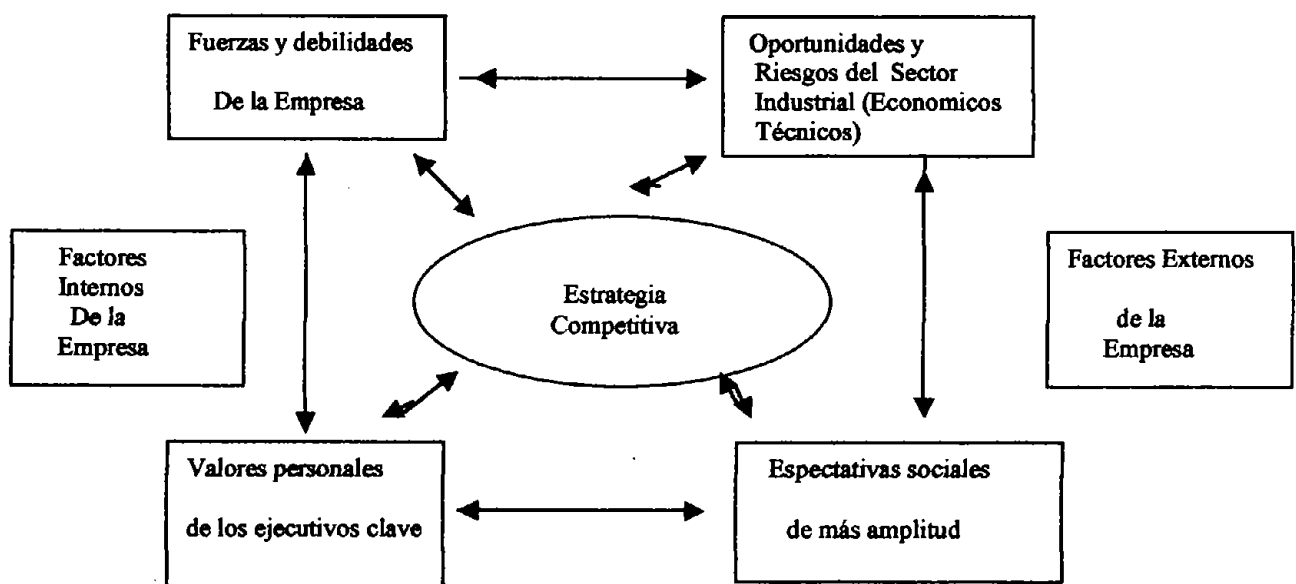 Fuerzas y debilidades
De la Empresa
Oportunidades y
Riesgos del Sector
Industrial (Economicos
Técnicos)
Factores
Internos
De la
Empresa
Estrategia
Competitiva
Factores Externos
de la
Empresa
Valores personales
de los ejecutivos clave
Espectativas sociales
de más amplitud